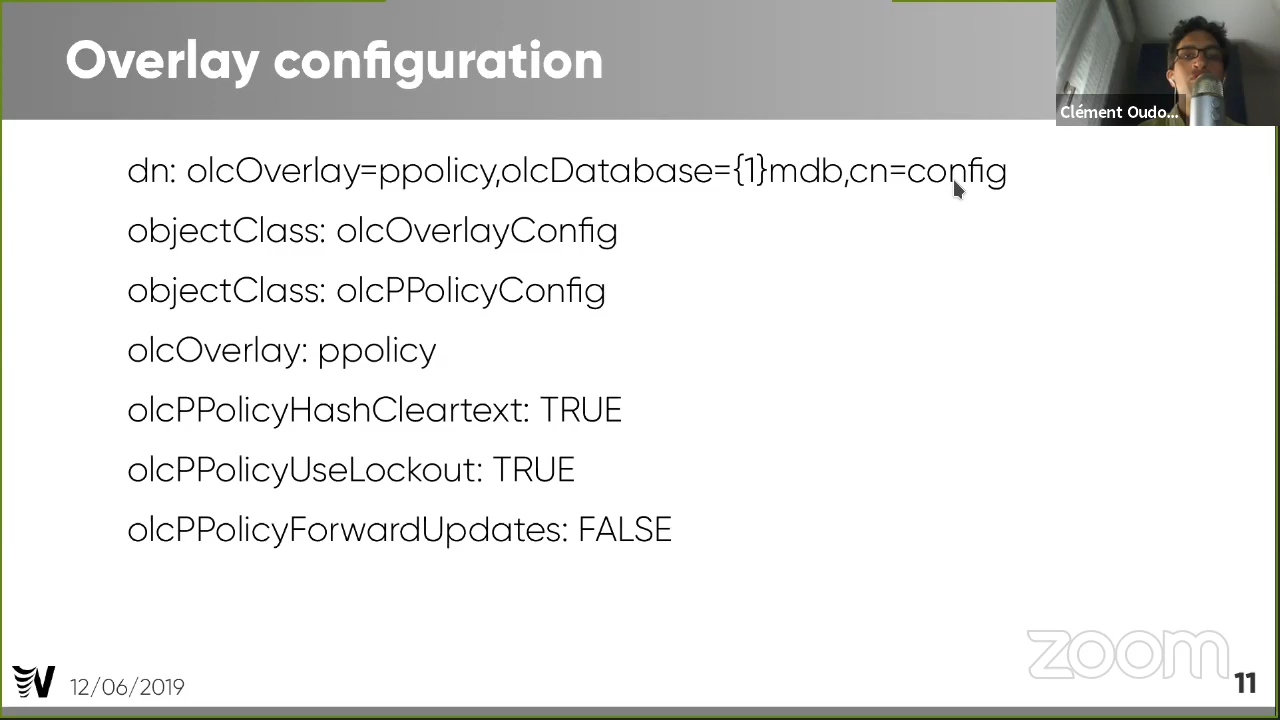 Overlay configuration
Clément Oudo...
dn: olcOverlay=ppolicy,olcDatabase={1}mdb,cn=config
objectClass: olcOverlayConfig
objectClass: olcPPolicyConfig
olcOverlay: ppolicy
olcPPolicyHashCleartext: TRUE
olcPPolicyUseLockout: TRUE
olcPPolicyForwardUpdates: FALSE
zoom
12/06/2019
11